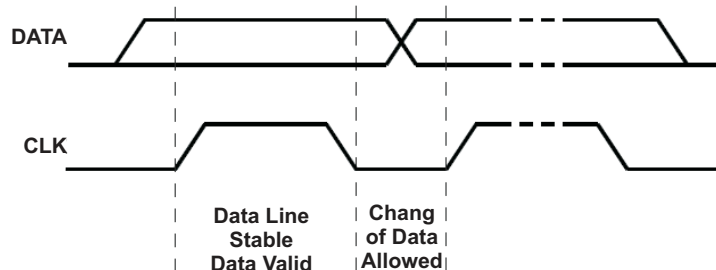 DATA
CLK
Data Line
Stable
Data Valid
Chang
of Data
Allowed